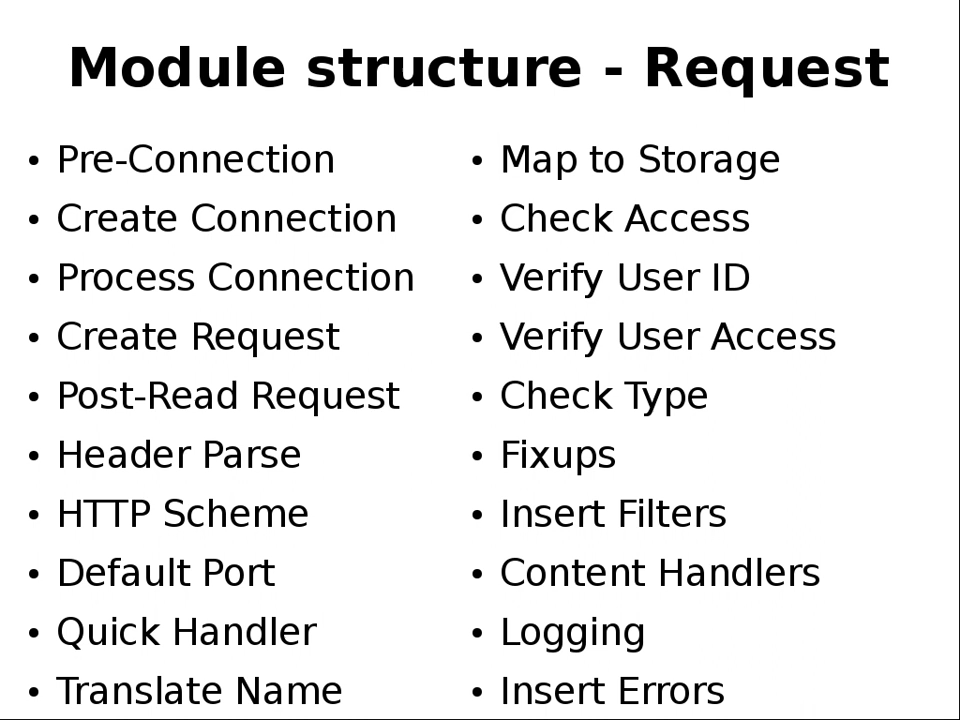 Module structure - Request
• Pre-Connection
• Create Connection
• Process Connection
• Create Request
• Post-Read Request
• Header Parse
• HTTP Scheme
• Default Port
• Quick Handler
• Translate Name
• Map to Storage
• Check Access
• Verify User ID
• Verify User Access
• Check Type
• Fixups
• Insert Filters
• Content Handlers
• Logging
• Insert Errors